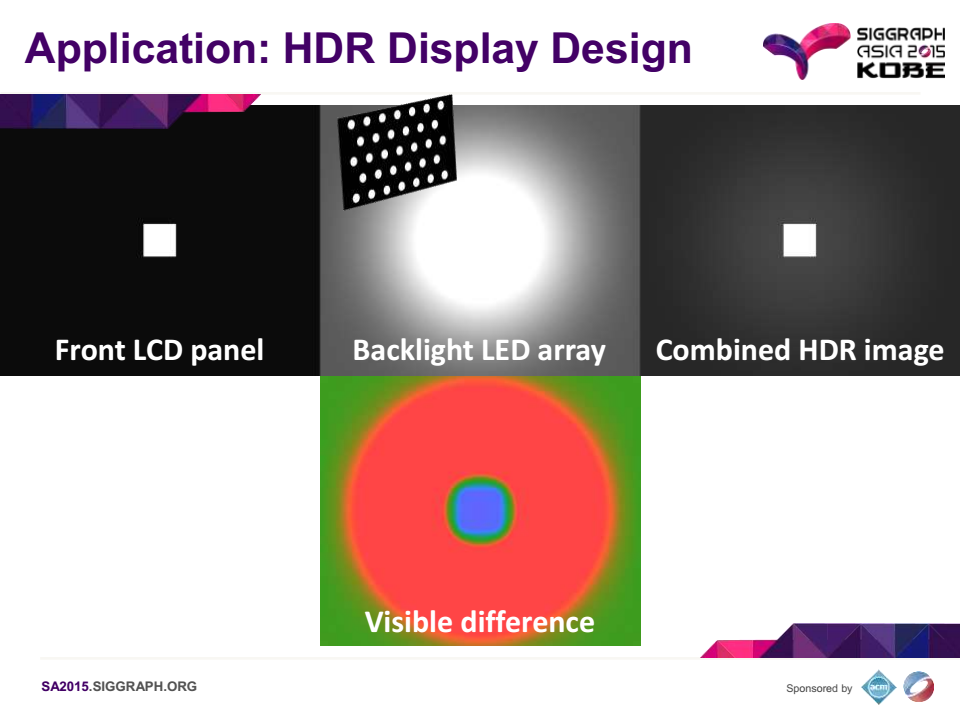 Application: HDR Display Design
SIGGRAPH
ASIA 2015
KOBE
Front LCD panel
Backlight LED array
Combined HDR image
Visible difference
SA2015.SIGGRAPH.ORG
Sponsored by
acm